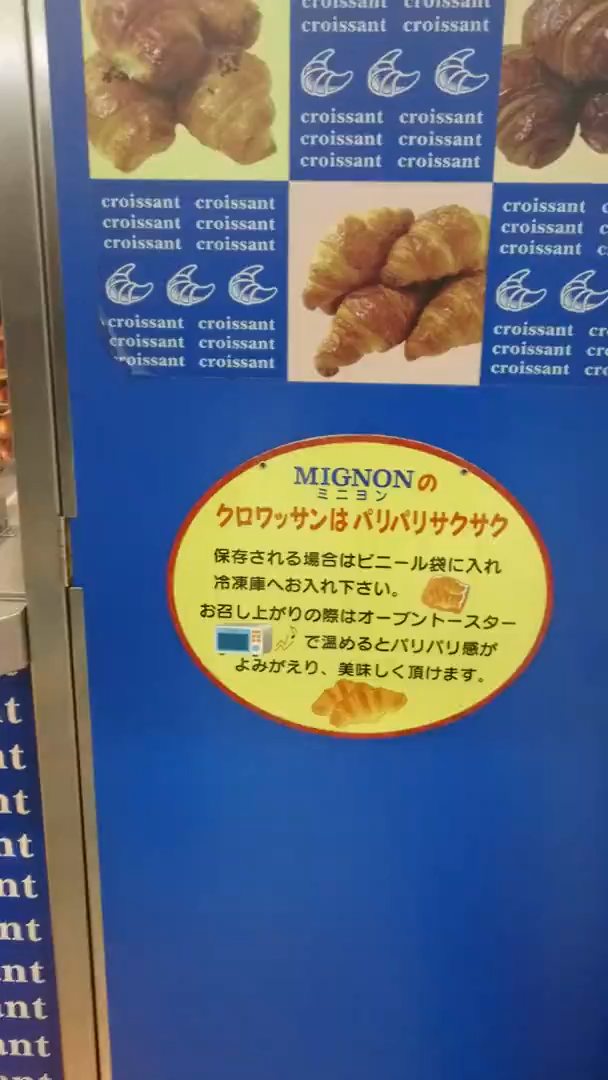 croissant croissant
croissant croissant
croissant croissant
croissant croissant
croissant croissant
croissant croissant
croissant croissant
croissant croissant
croissant croissant
croissant croissant
croissant croissant
croissant
croissant
croissant
croissant
croissant
croissant
MIGNONの
ミニヨン
クロワッサンはパリパリサクサク
保存される場合はビニール袋に入れ
冷凍庫へお入れ下さい。
お召し上がりの際はオーブントースター
で温めるとパリパリ感が
よみがえり、美味しく頂けます。